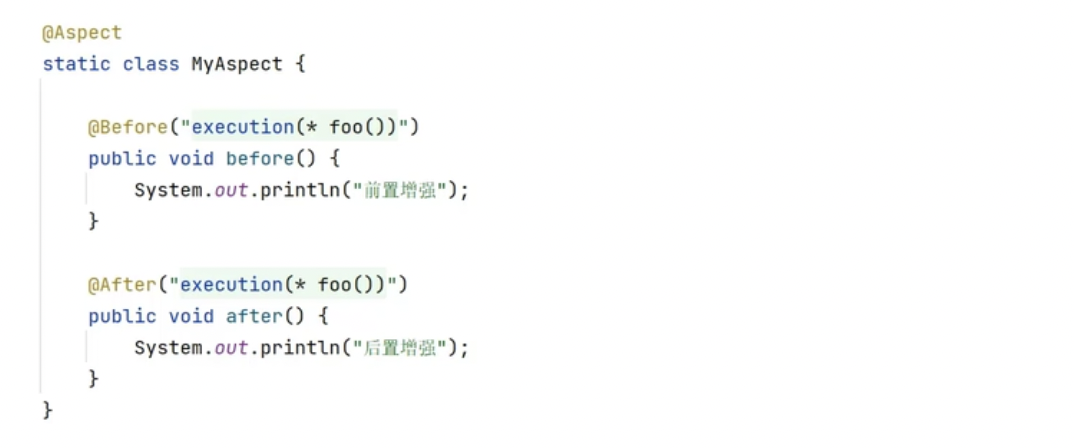 @Aspect
static class MyAspect {
@Before("execution(* foo())")
public void before() {
System.out.println("前置增强");
}
@After("execution(* foo())")
public void after() {
System.out.println("后置增强");
}
}